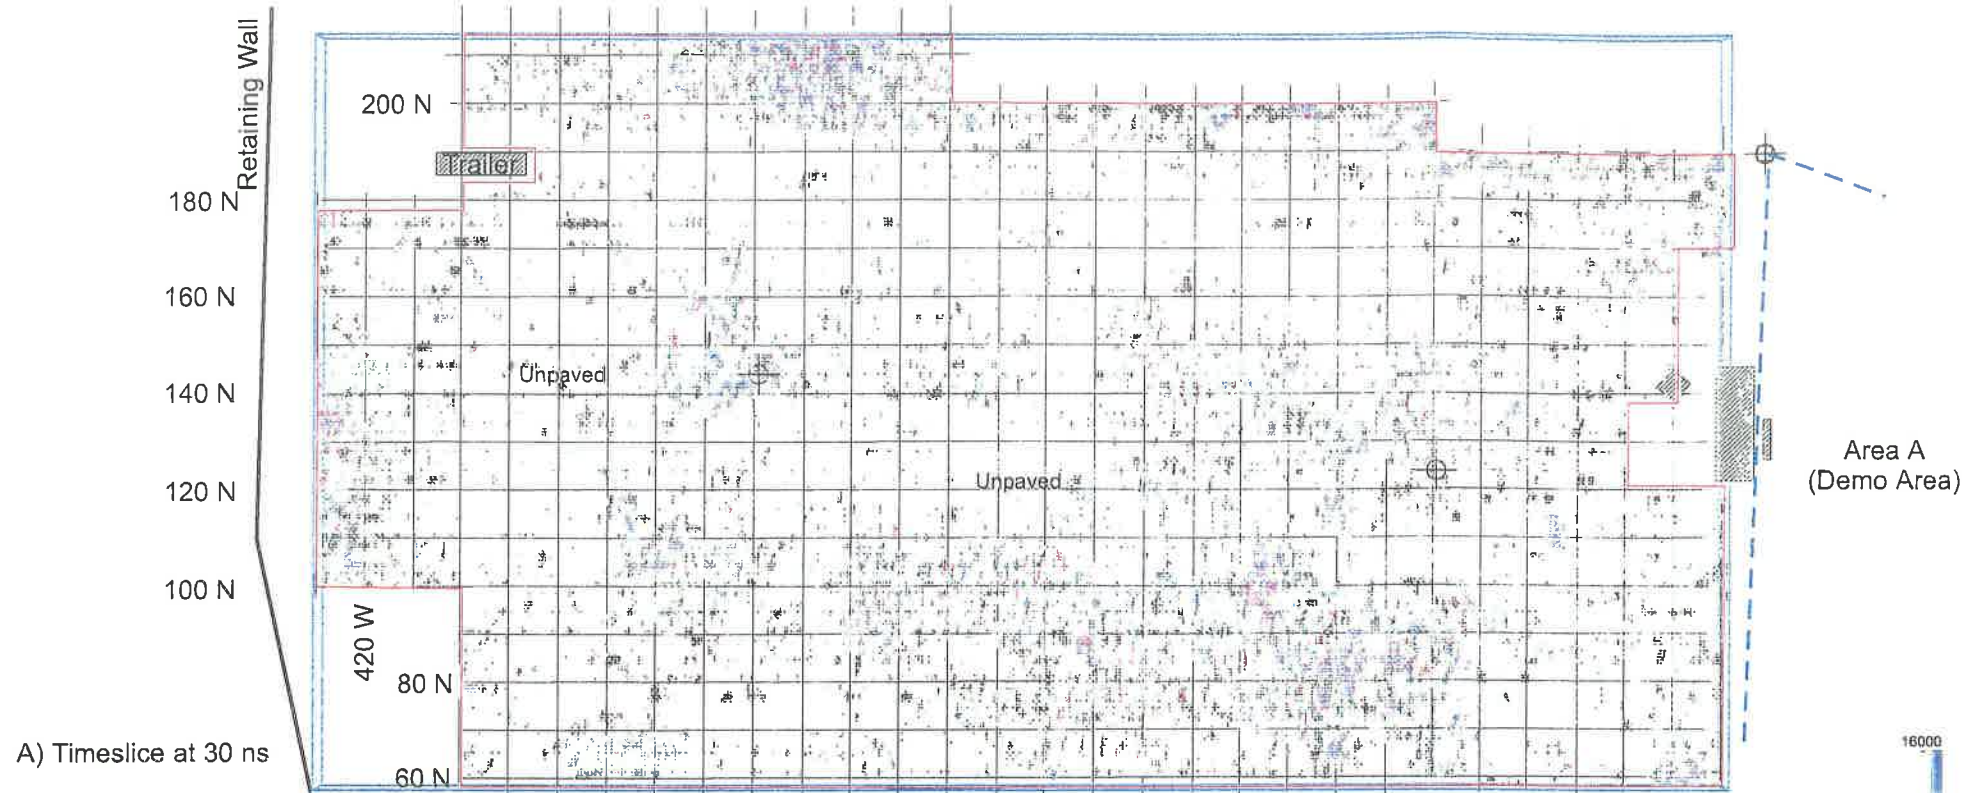 Retaining Wall
200 N
Trailer
180 N
160 N
Unpaved
140 N
Area A
(Demo Area)
Unpaved
120 N
100 N
420 W
80 N
A) Timeslice at 30 ns
16000
60 N